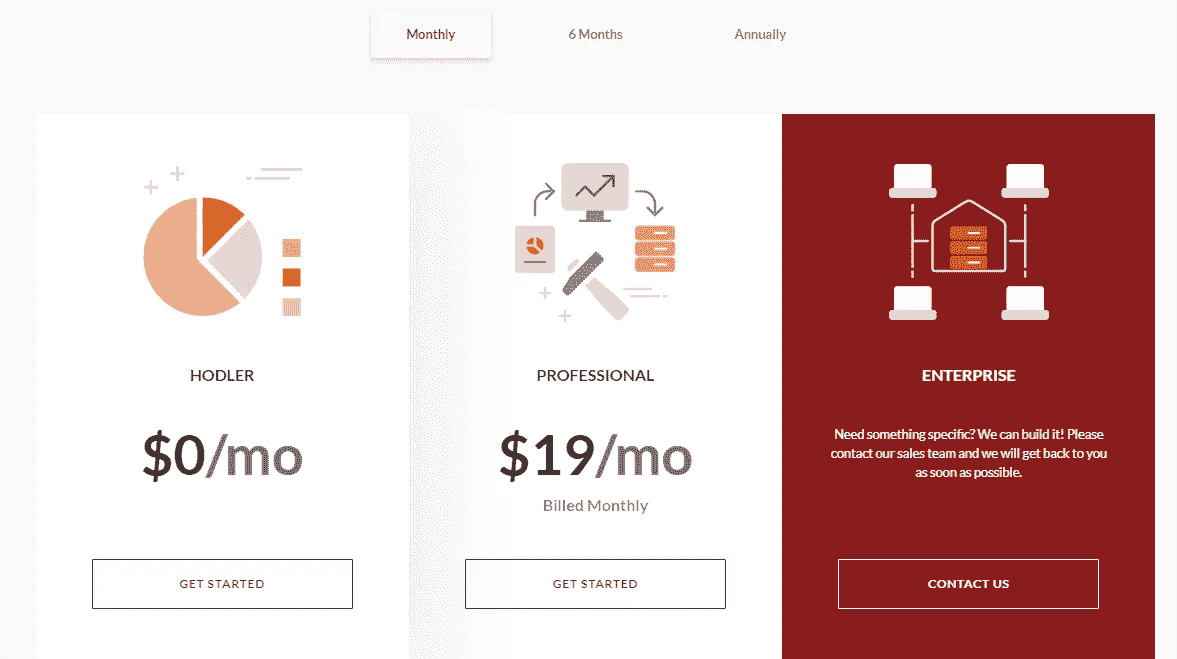 Monthly
6 Months
Annually
HODLER
$0/mo
GET STARTED
PROFESSIONAL
$19/mo
Billed Monthly
GET STARTED
ENTERPRISE
Need something specific? We can build it! Please
contact our sales team and we will get back to you
as soon as possible.
CONTACT US